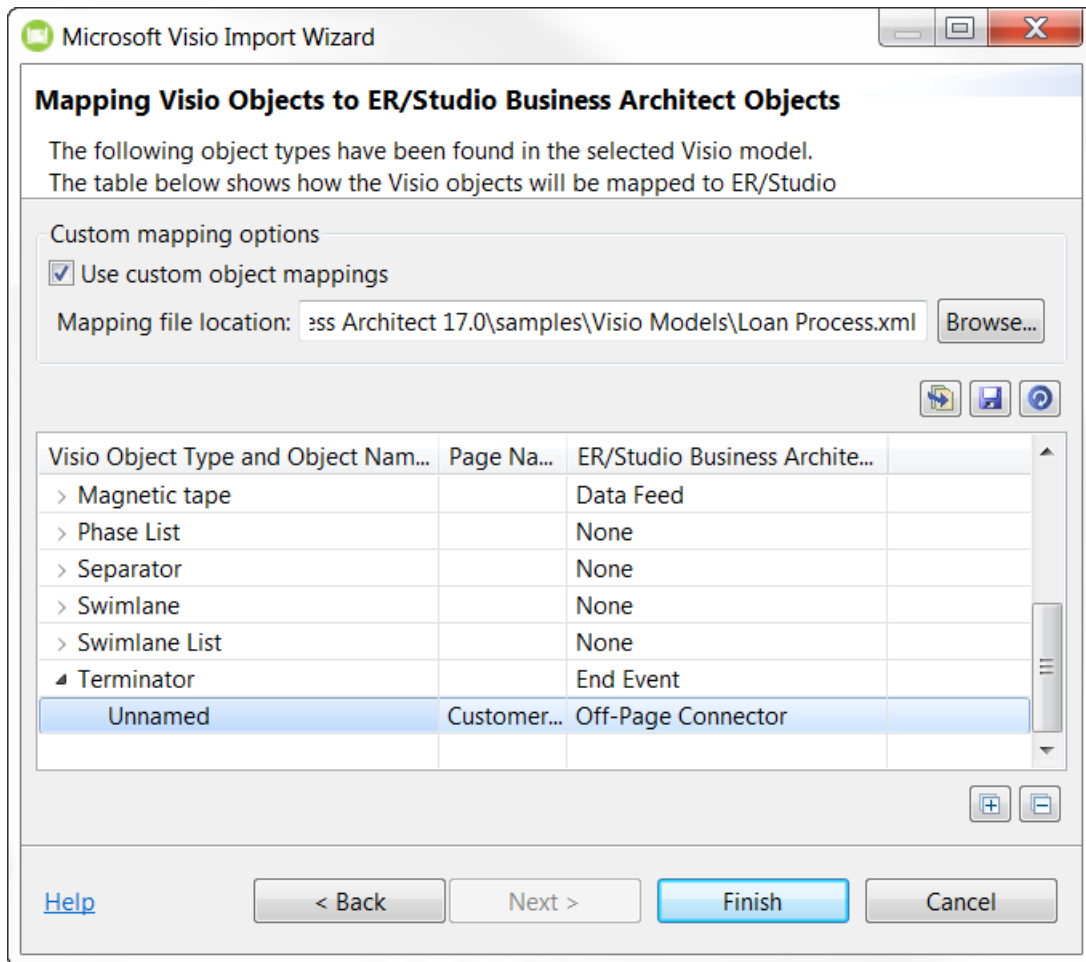 Microsoft Visio Import Wizard
Mapping Visio Objects to ER/Studio Business Architect Objects
The following object types have been found in the selected Visio model.
The table below shows how the Visio objects will be mapped to ER/Studio
Custom mapping options
Use custom object mappings
Mapping file location: ess Architect 17.0\samples\Visio Models\Loan Process.xml Browse...
Visio Object Type and Object Nam... Page Na... ER/Studio Business Archite...
Magnetic tape Data Feed
Phase List None
Separator None
Swimlane None
Swimlane List None
Terminator End Event
Unnamed Customer... Off-Page Connector
Help < Back Next > Finish Cancel